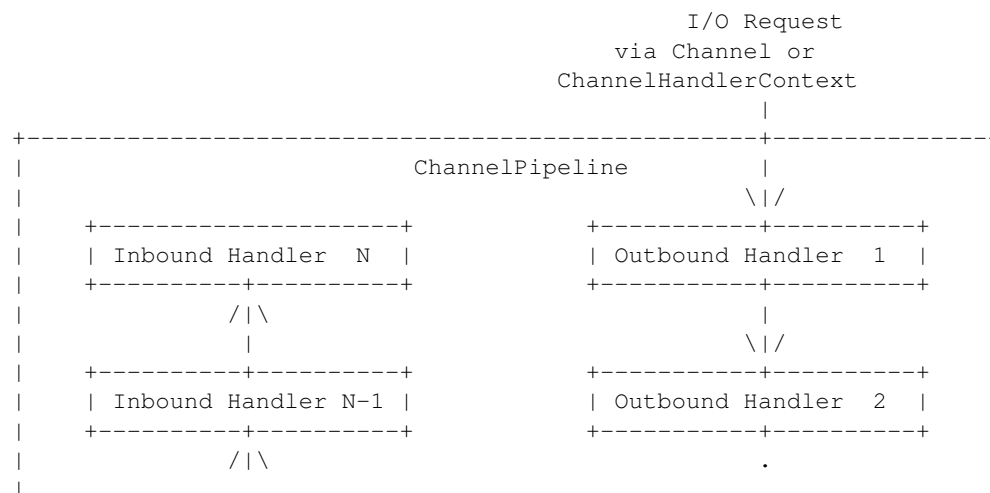 I/O Request
                                            via Channel or
                                        ChannelHandlerContext
                                                      |
  +---------------------------------------------------+---------------
  |                           ChannelPipeline         |
  |                                                  \|/
  |    +---------------------+            +-----------+----------+
  |    | Inbound Handler  N  |            | Outbound Handler  1  |
  |    +----------+----------+            +-----------+----------+
  |              /|\                                  |
  |               |                                  \|/
  |    +----------+----------+            +-----------+----------+
  |    | Inbound Handler N-1 |            | Outbound Handler  2  |
  |    +----------+----------+            +-----------+----------+
  |              /|\                                  .
  |